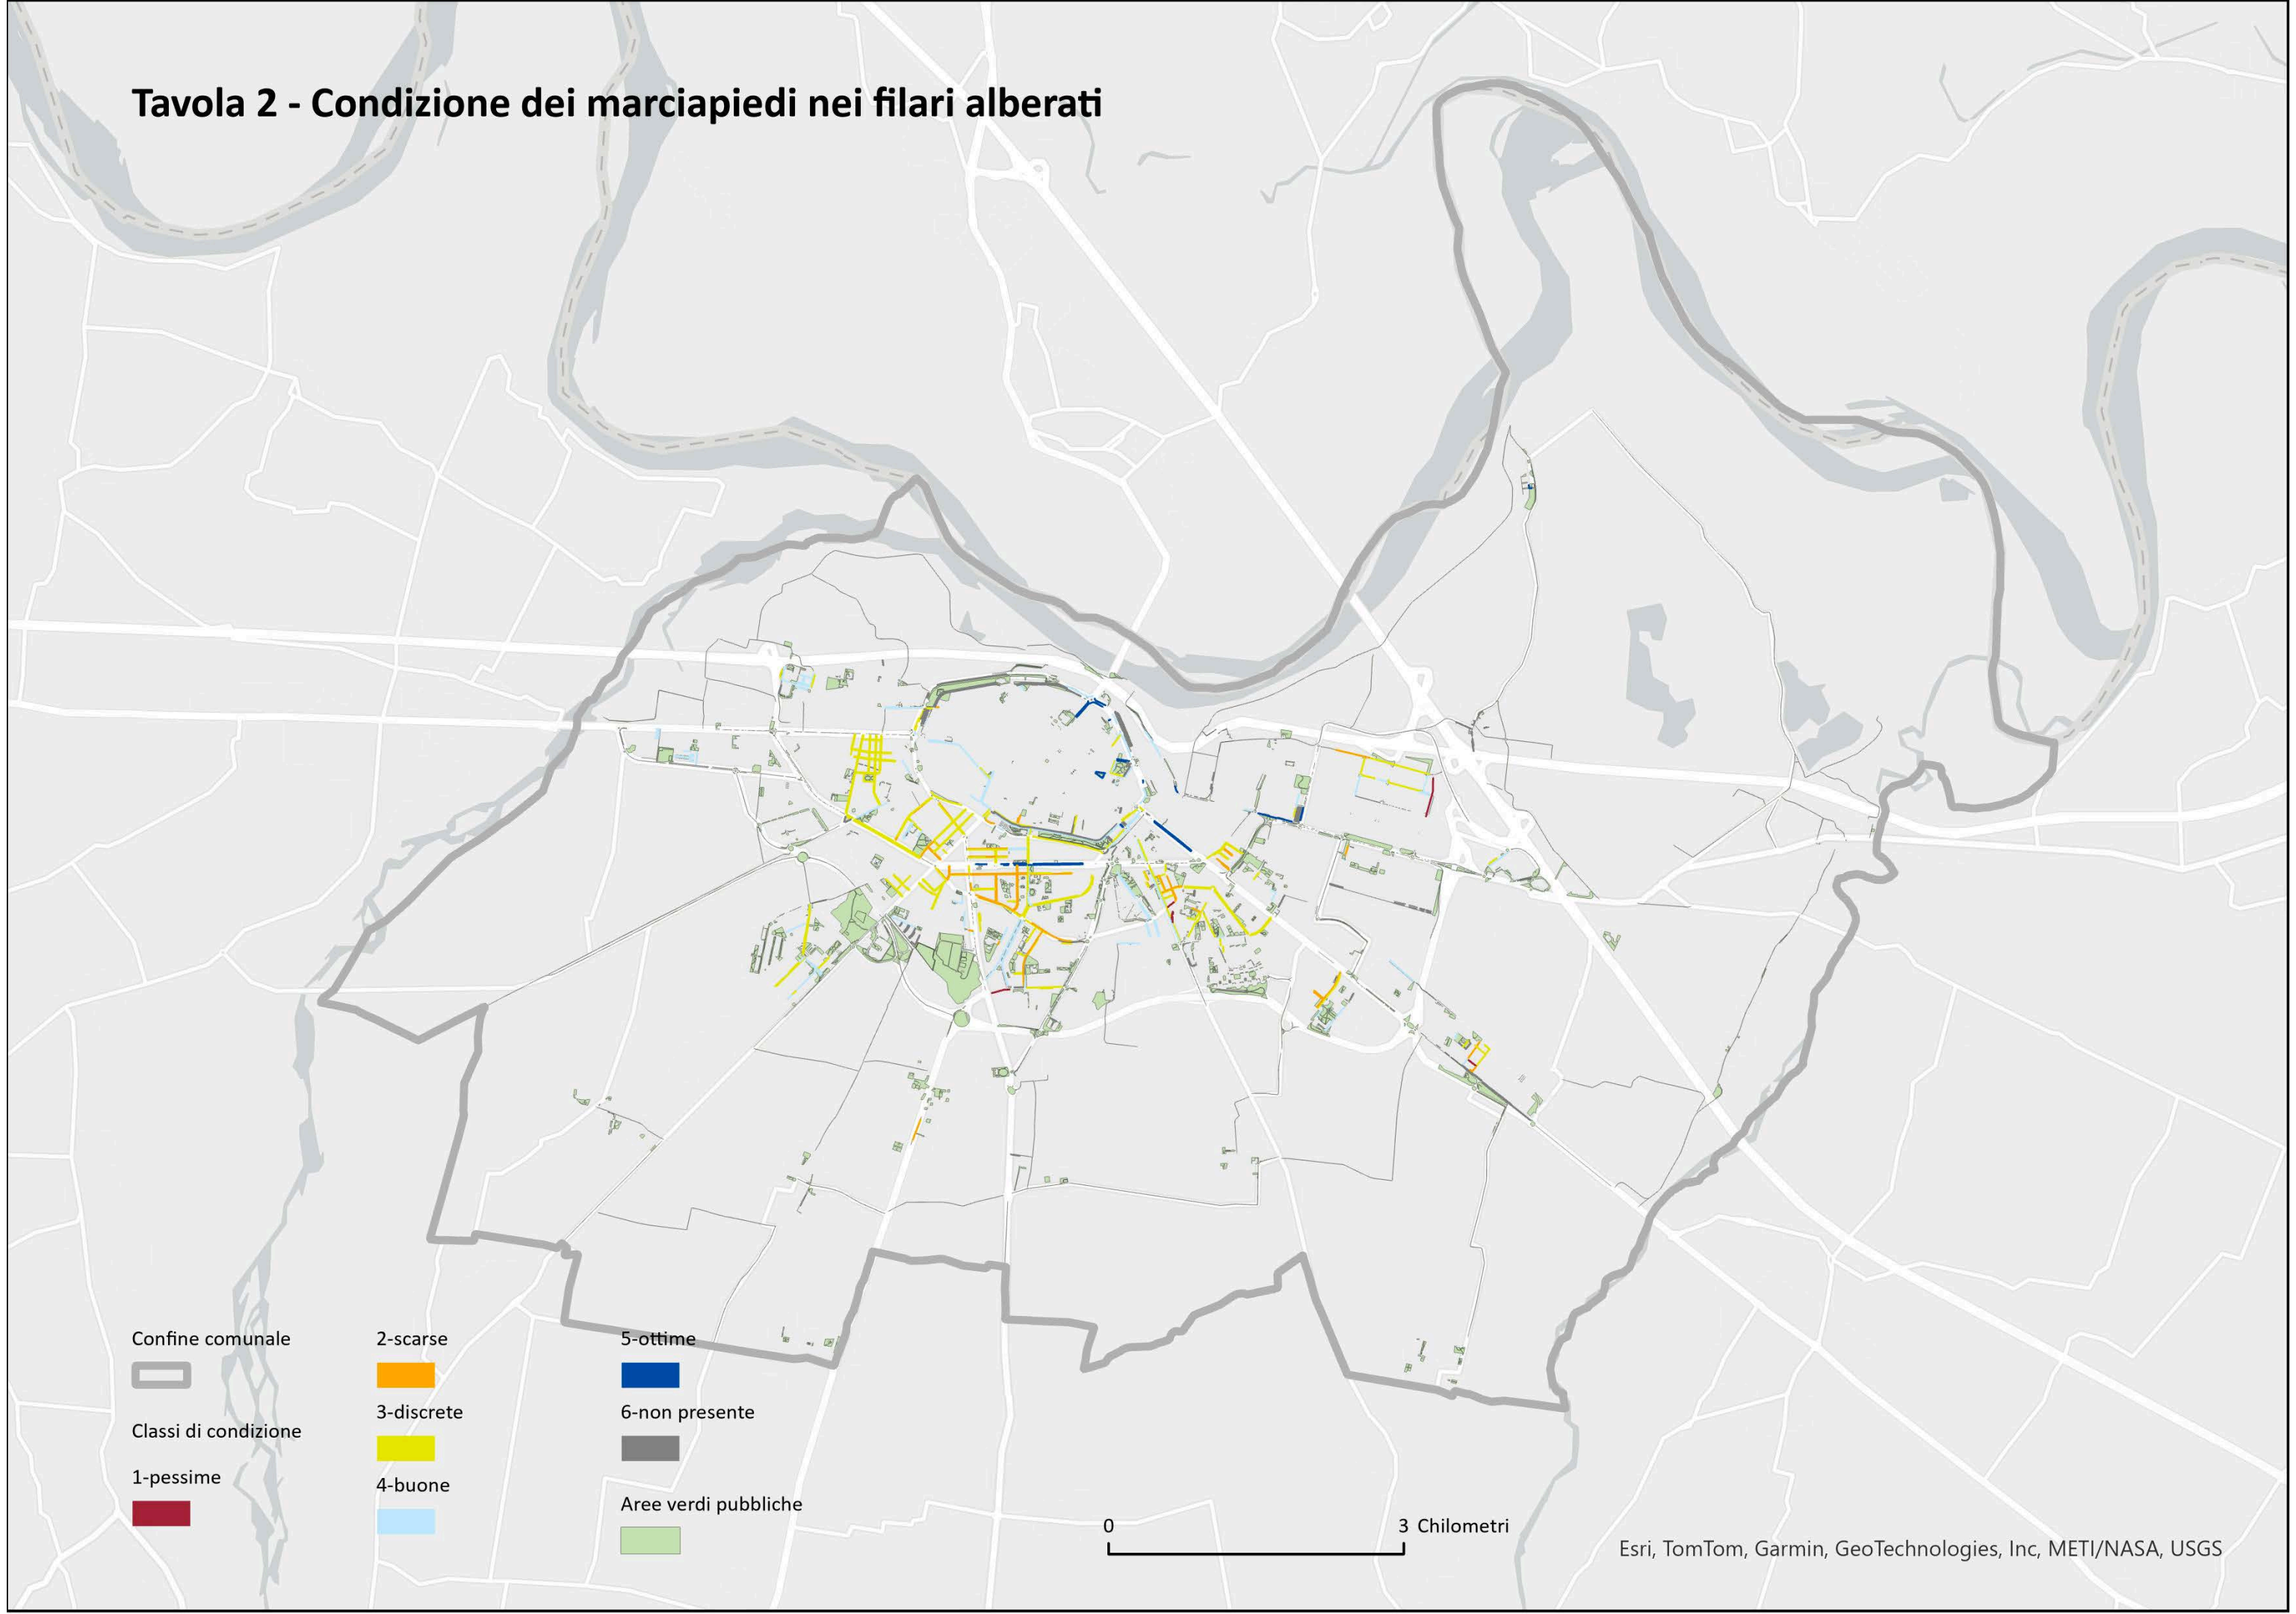 Tavola 2 - Condizione dei marciapiedi nei filari alberati
Confine comunale
Classi di condizione
1-pessime
2-scarse
3-discrete
4-buone
5-ottime
6-non presente
Aree verdi pubbliche
0 3 Chilometri
Esri, TomTom, Garmin, GeoTechnologies, Inc, METI/NASA, USGS